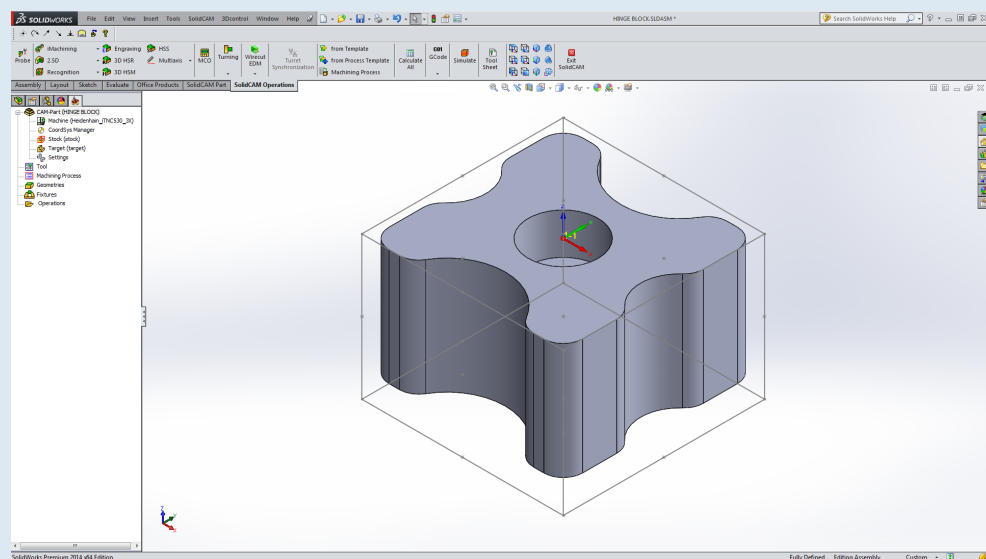 SOLIDWORKS File Edit View Insert Tools SolidCAM 3Dcontrol Window Help HINGE BLOCK.SLDASM * Search SolidWorks Help
Probe iMachining 2.5D Recognition Engraving 3D HSR 3D HSM HSS Multiaxis MCO Turning Wirecut EDM Turret Synchronization from Template from Process Template Machining Process Calculate All G01 GCode Simulate Tool Sheet Exit SolidCAM
Assembly Layout Sketch Evaluate Office Products SolidCAM Part SolidCAM Operations
CAM-Part (HINGE BLOCK)
Machine (Heidenhain_iTNC530_3X)
CoordSys Manager
Stock (stock)
Target (target)
Settings
Tool
Machining Process
Geometries
Fixtures
Operations
SolidWorks Premium 2014 x64 Edition Fully Defined Editing Assembly Custom